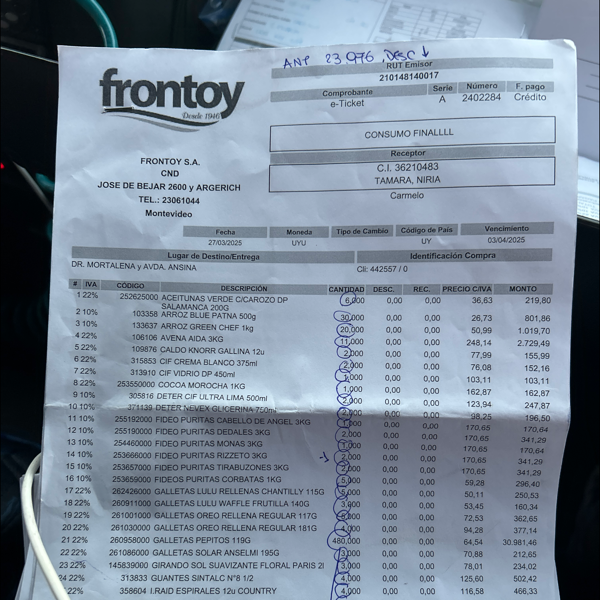 ANP 23.076, DESC ↓
RUT Emisor
210148140017
Comprobante Serie Número F. pago
e-Ticket A 2402284 Crédito
frontoy
Desde 1946
CONSUMO FINALLLL
Receptor
C.I. 36210483
TAMARA, NIRIA
Carmelo
FRONTOY S.A.
CND
JOSE DE BEJAR 2600 y ARGERICH
TEL.: 23061044
Montevideo
Fecha Moneda Tipo de Cambio Código de País Vencimiento
27/03/2025 UYU UY 03/04/2025
Lugar de Destino/Entrega Identificación Compra
DR. MORTALENA y AVDA. ANSINA Cli: 442557 / 0
# IVA CÓDIGO DESCRIPCIÓN CANTIDAD DESC. REC. PRECIO C/IVA MONTO
1 22% 252625000 ACEITUNAS VERDE C/CAROZO DP SALAMANCA 200G 6,000 0,00 0,00 36,63 219,80
2 10% 103358 ARROZ BLUE PATNA 500g 30,000 0,00 0,00 26,73 801,86
3 10% 133637 ARROZ GREEN CHEF 1kg 20,000 0,00 0,00 50,99 1.019,70
4 22% 106106 AVENA AIDA 3KG 11,000 0,00 0,00 248,14 2.729,49
5 22% 109876 CALDO KNORR GALLINA 12u 2,000 0,00 0,00 77,99 155,99
6 22% 315853 CIF CREMA BLANCO 375ml 2,000 0,00 0,00 76,08 152,16
7 22% 313910 CIF VIDRIO DP 450ml 1,000 0,00 0,00 103,11 103,11
8 22% 253550000 COCOA MOROCHA 1KG 1,000 0,00 0,00 162,87 162,87
9 10% 305816 DETER CIF ULTRA LIMA 500ml 2,000 0,00 0,00 123,94 247,87
10 10% 371139 DETER NEVEX GLICERINA 750ml 2,000 0,00 0,00 98,25 196,50
11 10% 255192000 FIDEO PURITAS CABELLO DE ANGEL 3KG 1,000 0,00 0,00 170,65 170,64
12 10% 255190000 FIDEO PURITAS DEDALES 3KG 2,000 0,00 0,00 170,65 341,29
13 10% 254460000 FIDEO PURITAS MONAS 3KG 1,000 0,00 0,00 170,65 170,64
14 10% 253666000 FIDEO PURITAS RIZZETO 3KG 2,000 0,00 0,00 170,65 341,29
15 10% 253657000 FIDEO PURITAS TIRABUZONES 3KG 2,000 0,00 0,00 170,65 341,29
16 10% 253659000 FIDEOS PURITAS CORBATAS 1KG 5,000 0,00 0,00 59,28 296,40
17 22% 262426000 GALLETAS LULU RELLENAS CHANTILLY 115G 5,000 0,00 0,00 50,11 250,53
18 22% 260911000 GALLETAS LULU WAFFLE FRUTILLA 140G 3,000 0,00 0,00 53,45 160,34
19 22% 261001000 GALLETAS OREO RELLENA REGULAR 117G 0,00 0,00 72,53 362,65
20 22% 261030000 GALLETAS OREO RELLENA REGULAR 181G 4,000 0,00 0,00 94,28 377,14
21 22% 260958000 GALLETAS PEPITOS 119G 480,000 0,00 0,00 64,54 30.981,46
22 22% 261086000 GALLETAS SOLAR ANSELMI 195G 3,000 0,00 0,00 70,88 212,65
23 22% 145839000 GIRANDO SOL SUAVIZANTE FLORAL PARIS 2l 3,000 0,00 0,00 78,01 234,02
24 22% 313833 GUANTES SINTALC N°8 1/2 4,000 0,00 0,00 125,60 502,42
22% 358604 I.RAID ESPIRALES 12u COUNTRY 4,000 0,00 0,00 116,58 466,33